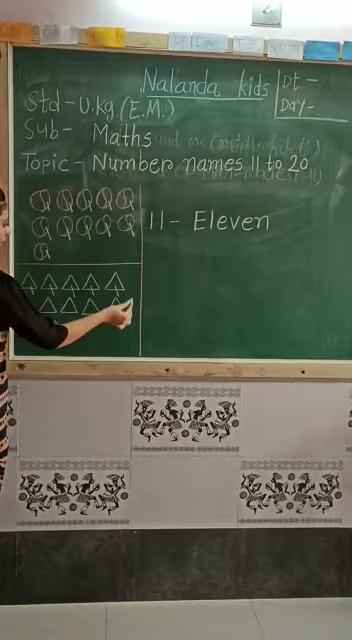 Nalanda kids
Dt -
Day -
Std - U.kg.(E.M.)
Sub - Maths
Topic - Number names 11 to 20
11 - Eleven